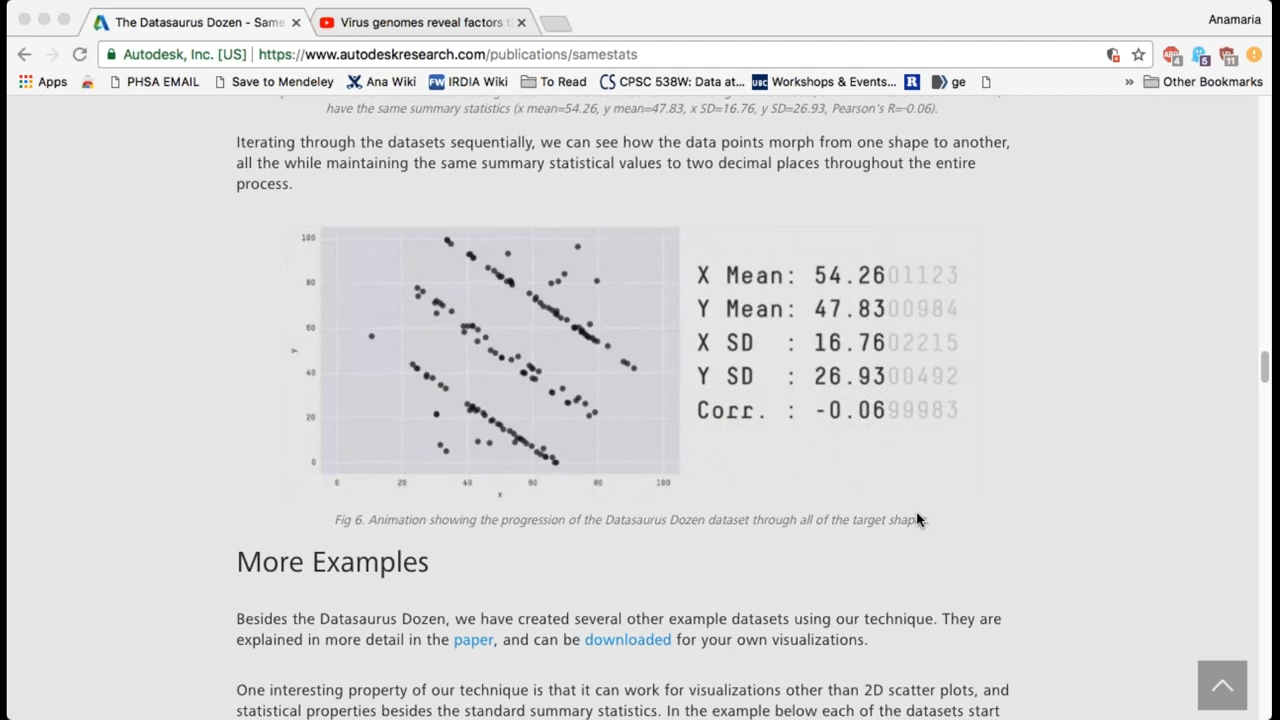 The Datasaurus Dozen - Same
Virus genomes reveal factors t
Anamaria
Autodesk, Inc. [US] | https://www.autodeskresearch.com/publications/samestats
4 5 11
Apps PHSA EMAIL Save to Mendeley Ana Wiki FW IRDIA Wiki To Read CPSC 538W: Data at... UBC Workshops & Events... R ge » Other Bookmarks
have the same summary statistics (x mean=54.26, y mean=47.83, x SD=16.76, y SD=26.93, Pearson's R=-0.06).
Iterating through the datasets sequentially, we can see how the data points morph from one shape to another,
all the while maintaining the same summary statistical values to two decimal places throughout the entire
process.
100
80
60
40
20
0
y
0 20 40 60 80 100
x
X Mean: 54.2601123
Y Mean: 47.8300984
X SD : 16.7602215
Y SD : 26.9300492
Corr. : -0.0699983
Fig 6. Animation showing the progression of the Datasaurus Dozen dataset through all of the target shapes.
More Examples
Besides the Datasaurus Dozen, we have created several other example datasets using our technique. They are
explained in more detail in the paper, and can be downloaded for your own visualizations.
One interesting property of our technique is that it can work for visualizations other than 2D scatter plots, and
statistical properties besides the standard summary statistics. In the example below each of the datasets start